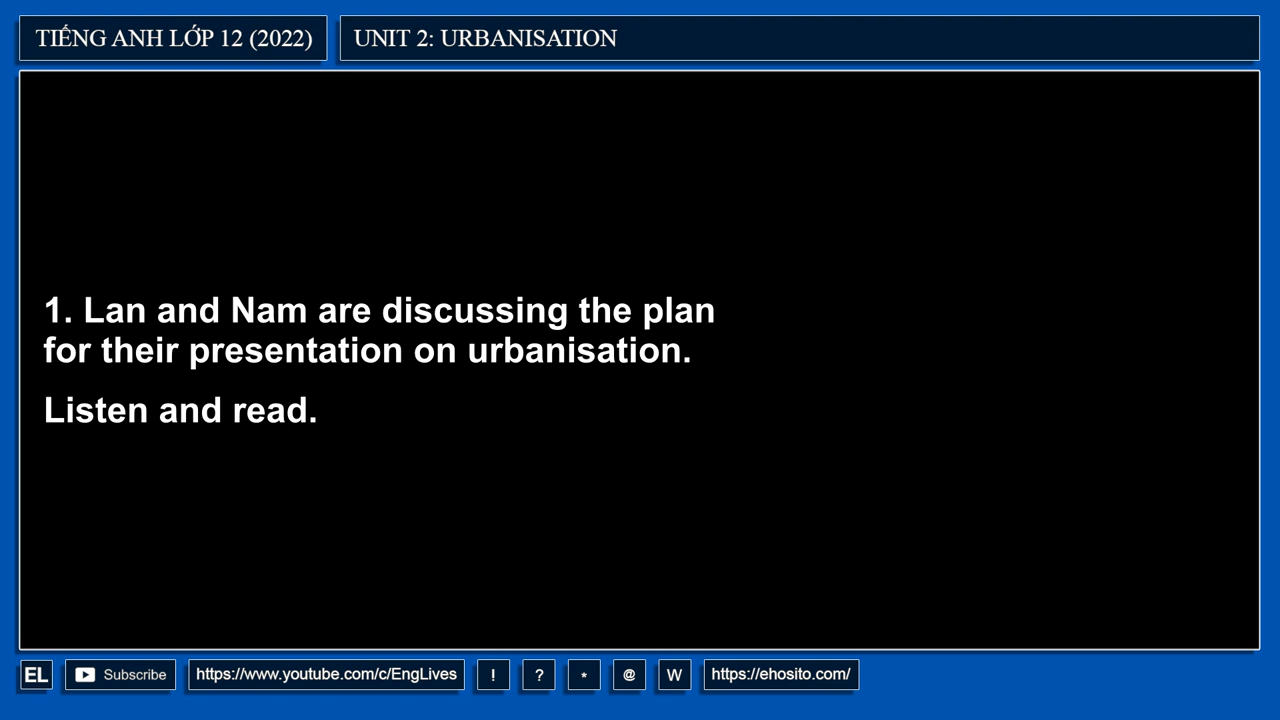 TIẾNG ANH LỚP 12 (2022)
UNIT 2: URBANISATION
1. Lan and Nam are discussing the plan
for their presentation on urbanisation.
Listen and read.
EL
Subscribe
https://www.youtube.com/c/EngLives
!
?
*
@
W
https://ehosito.com/